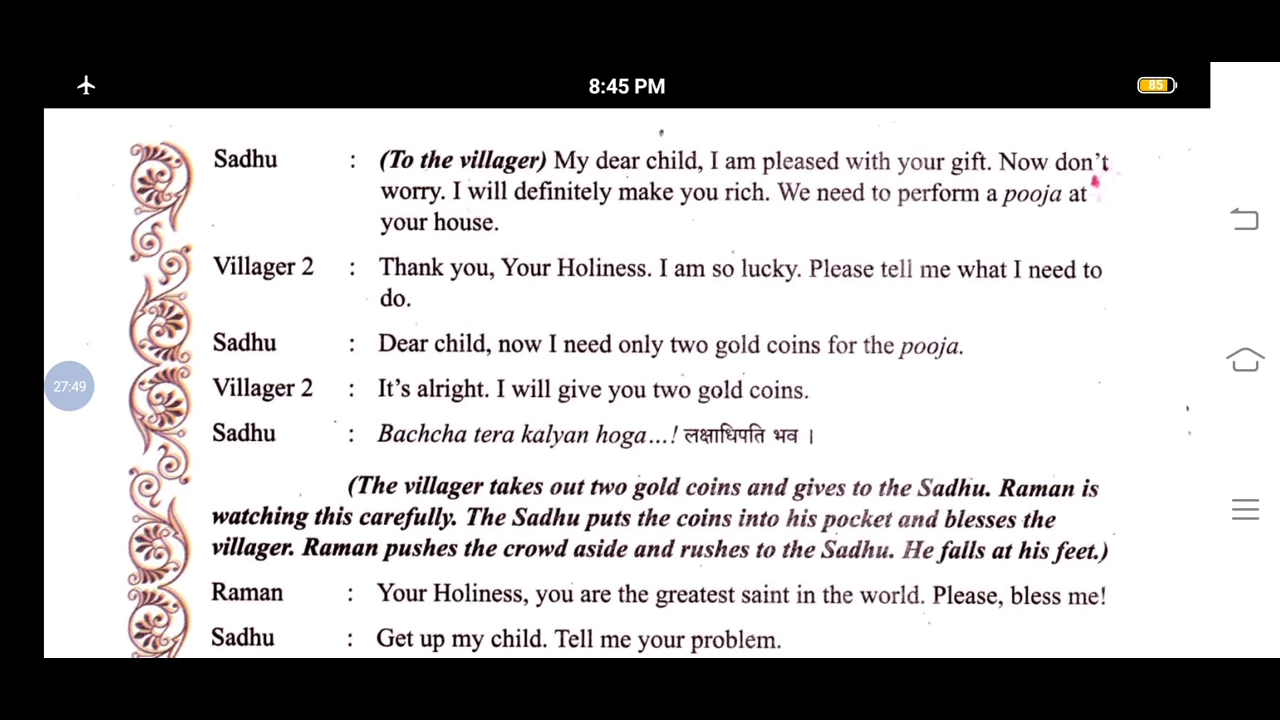 8:45 PM
85
Sadhu : (To the villager) My dear child, I am pleased with your gift. Now don't
worry. I will definitely make you rich. We need to perform a pooja at
your house.
Villager 2 : Thank you, Your Holiness. I am so lucky. Please tell me what I need to
do.
Sadhu : Dear child, now I need only two gold coins for the pooja.
27:49
Villager 2 : It's alright. I will give you two gold coins.
Sadhu : Bachcha tera kalyan hoga...! लक्षाधिपति भव ।
(The villager takes out two gold coins and gives to the Sadhu. Raman is
watching this carefully. The Sadhu puts the coins into his pocket and blesses the
villager. Raman pushes the crowd aside and rushes to the Sadhu. He falls at his feet.)
Raman : Your Holiness, you are the greatest saint in the world. Please, bless me!
Sadhu : Get up my child. Tell me your problem.